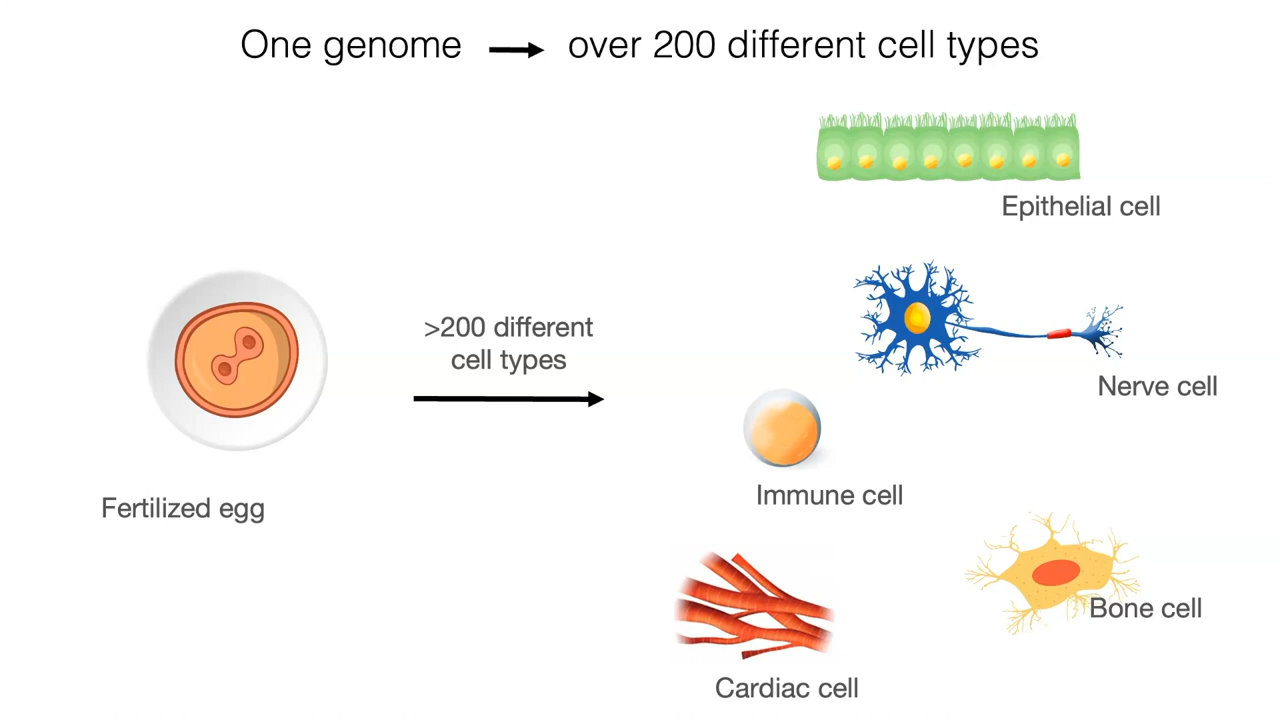 One genome → over 200 different cell types
Epithelial cell
>200 different
cell types
Nerve cell
Immune cell
Fertilized egg
Bone cell
Cardiac cell